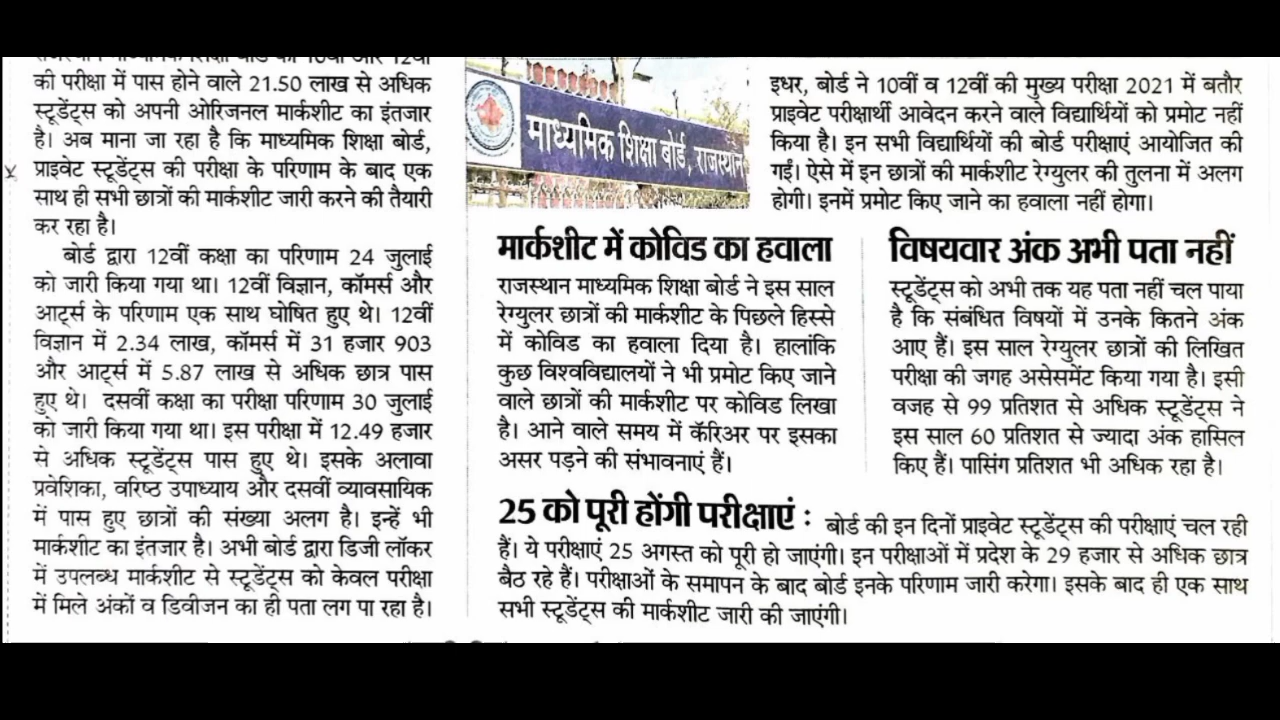 की परीक्षा में पास होने वाले 21.50 लाख से अधिक
स्टूडेंट्स को अपनी ओरिजनल मार्कशीट का इंतजार
है। अब माना जा रहा है कि माध्यमिक शिक्षा बोर्ड,
प्राइवेट स्टूडेंट्स की परीक्षा के परिणाम के बाद एक
साथ ही सभी छात्रों की मार्कशीट जारी करने की तैयारी
कर रहा है।
बोर्ड द्वारा 12वीं कक्षा का परिणाम 24 जुलाई
को जारी किया गया था। 12वीं विज्ञान, कॉमर्स और
आर्ट्स के परिणाम एक साथ घोषित हुए थे। 12वीं
विज्ञान में 2.34 लाख, कॉमर्स में 31 हजार 903
और आर्ट्स में 5.87 लाख से अधिक छात्र पास
हुए थे। दसवीं कक्षा का परीक्षा परिणाम 30 जुलाई
को जारी किया गया था। इस परीक्षा में 12.49 हजार
से अधिक स्टूडेंट्स पास हुए थे। इसके अलावा
प्रवेशिका, वरिष्ठ उपाध्याय और दसवीं व्यावसायिक
में पास हुए छात्रों की संख्या अलग है। इन्हें भी
मार्कशीट का इंतजार है। अभी बोर्ड द्वारा डिजी लॉकर
में उपलब्ध मार्कशीट से स्टूडेंट्स को केवल परीक्षा
में मिले अंकों व डिवीजन का ही पता लग पा रहा है।
माध्यमिक शिक्षा बोर्ड, राजस्थान
इधर, बोर्ड ने 10वीं व 12वीं की मुख्य परीक्षा 2021 में बतौर
प्राइवेट परीक्षार्थी आवेदन करने वाले विद्यार्थियों को प्रमोट नहीं
किया है। इन सभी विद्यार्थियों की बोर्ड परीक्षाएं आयोजित की
गईं। ऐसे में इन छात्रों की मार्कशीट रेग्युलर की तुलना में अलग
होगी। इनमें प्रमोट किए जाने का हवाला नहीं होगा।
मार्कशीट में कोविड का हवाला
राजस्थान माध्यमिक शिक्षा बोर्ड ने इस साल
रेग्युलर छात्रों की मार्कशीट के पिछले हिस्से
में कोविड का हवाला दिया है। हालांकि
कुछ विश्वविद्यालयों ने भी प्रमोट किए जाने
वाले छात्रों की मार्कशीट पर कोविड लिखा
है। आने वाले समय में कॅरिअर पर इसका
असर पड़ने की संभावनाएं हैं।
विषयवार अंक अभी पता नहीं
स्टूडेंट्स को अभी तक यह पता नहीं चल पाया
है कि संबंधित विषयों में उनके कितने अंक
आए हैं। इस साल रेग्युलर छात्रों की लिखित
परीक्षा की जगह असेसमेंट किया गया है। इसी
वजह से 99 प्रतिशत से अधिक स्टूडेंट्स ने
इस साल 60 प्रतिशत से ज्यादा अंक हासिल
किए हैं। पासिंग प्रतिशत भी अधिक रहा है।
25 को पूरी होंगी परीक्षाएं : बोर्ड की इन दिनों प्राइवेट स्टूडेंट्स की परीक्षाएं चल रही
हैं। ये परीक्षाएं 25 अगस्त को पूरी हो जाएंगी। इन परीक्षाओं में प्रदेश के 29 हजार से अधिक छात्र
बैठ रहे हैं। परीक्षाओं के समापन के बाद बोर्ड इनके परिणाम जारी करेगा। इसके बाद ही एक साथ
सभी स्टूडेंट्स की मार्कशीट जारी की जाएंगी।